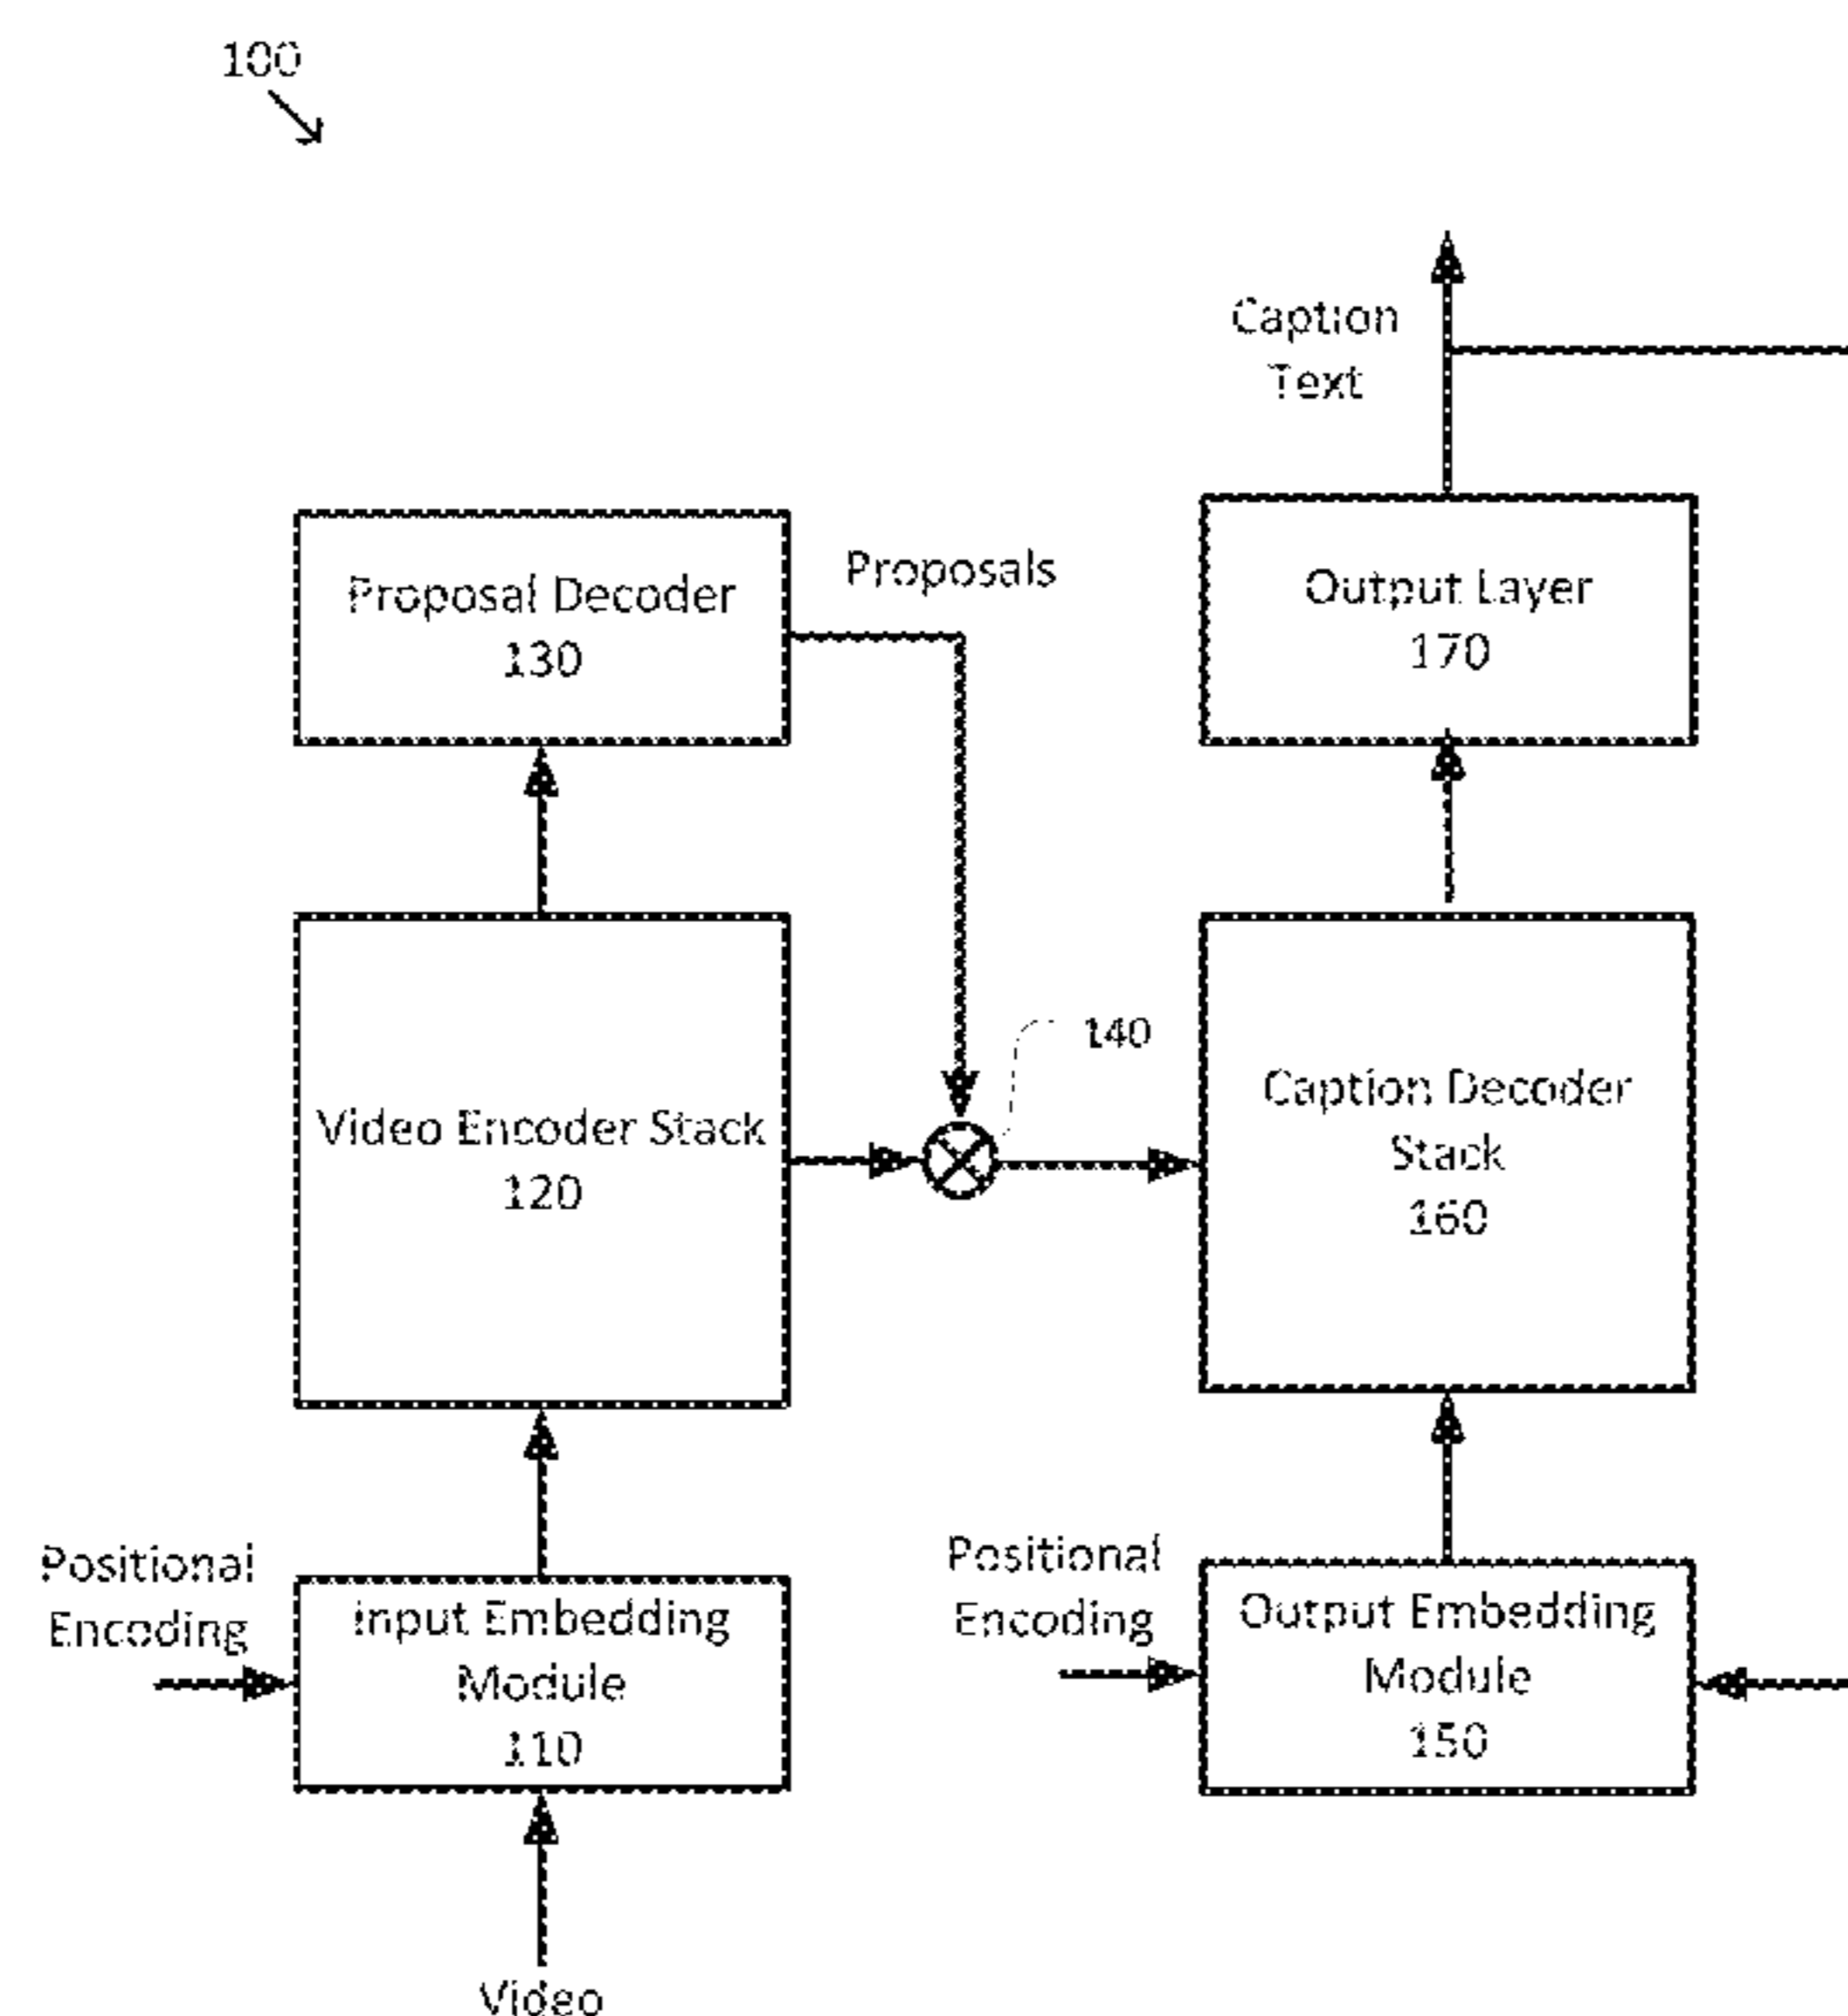 100
Caption
Text
Proposal Decoder
130
Proposals
Output Layer
170
Video Encoder Stack
120
140
Caption Decoder
Stack
160
Positional
Encoding
Input Embedding
Module
110
Positional
Encoding
Output Embedding
Module
150
Video